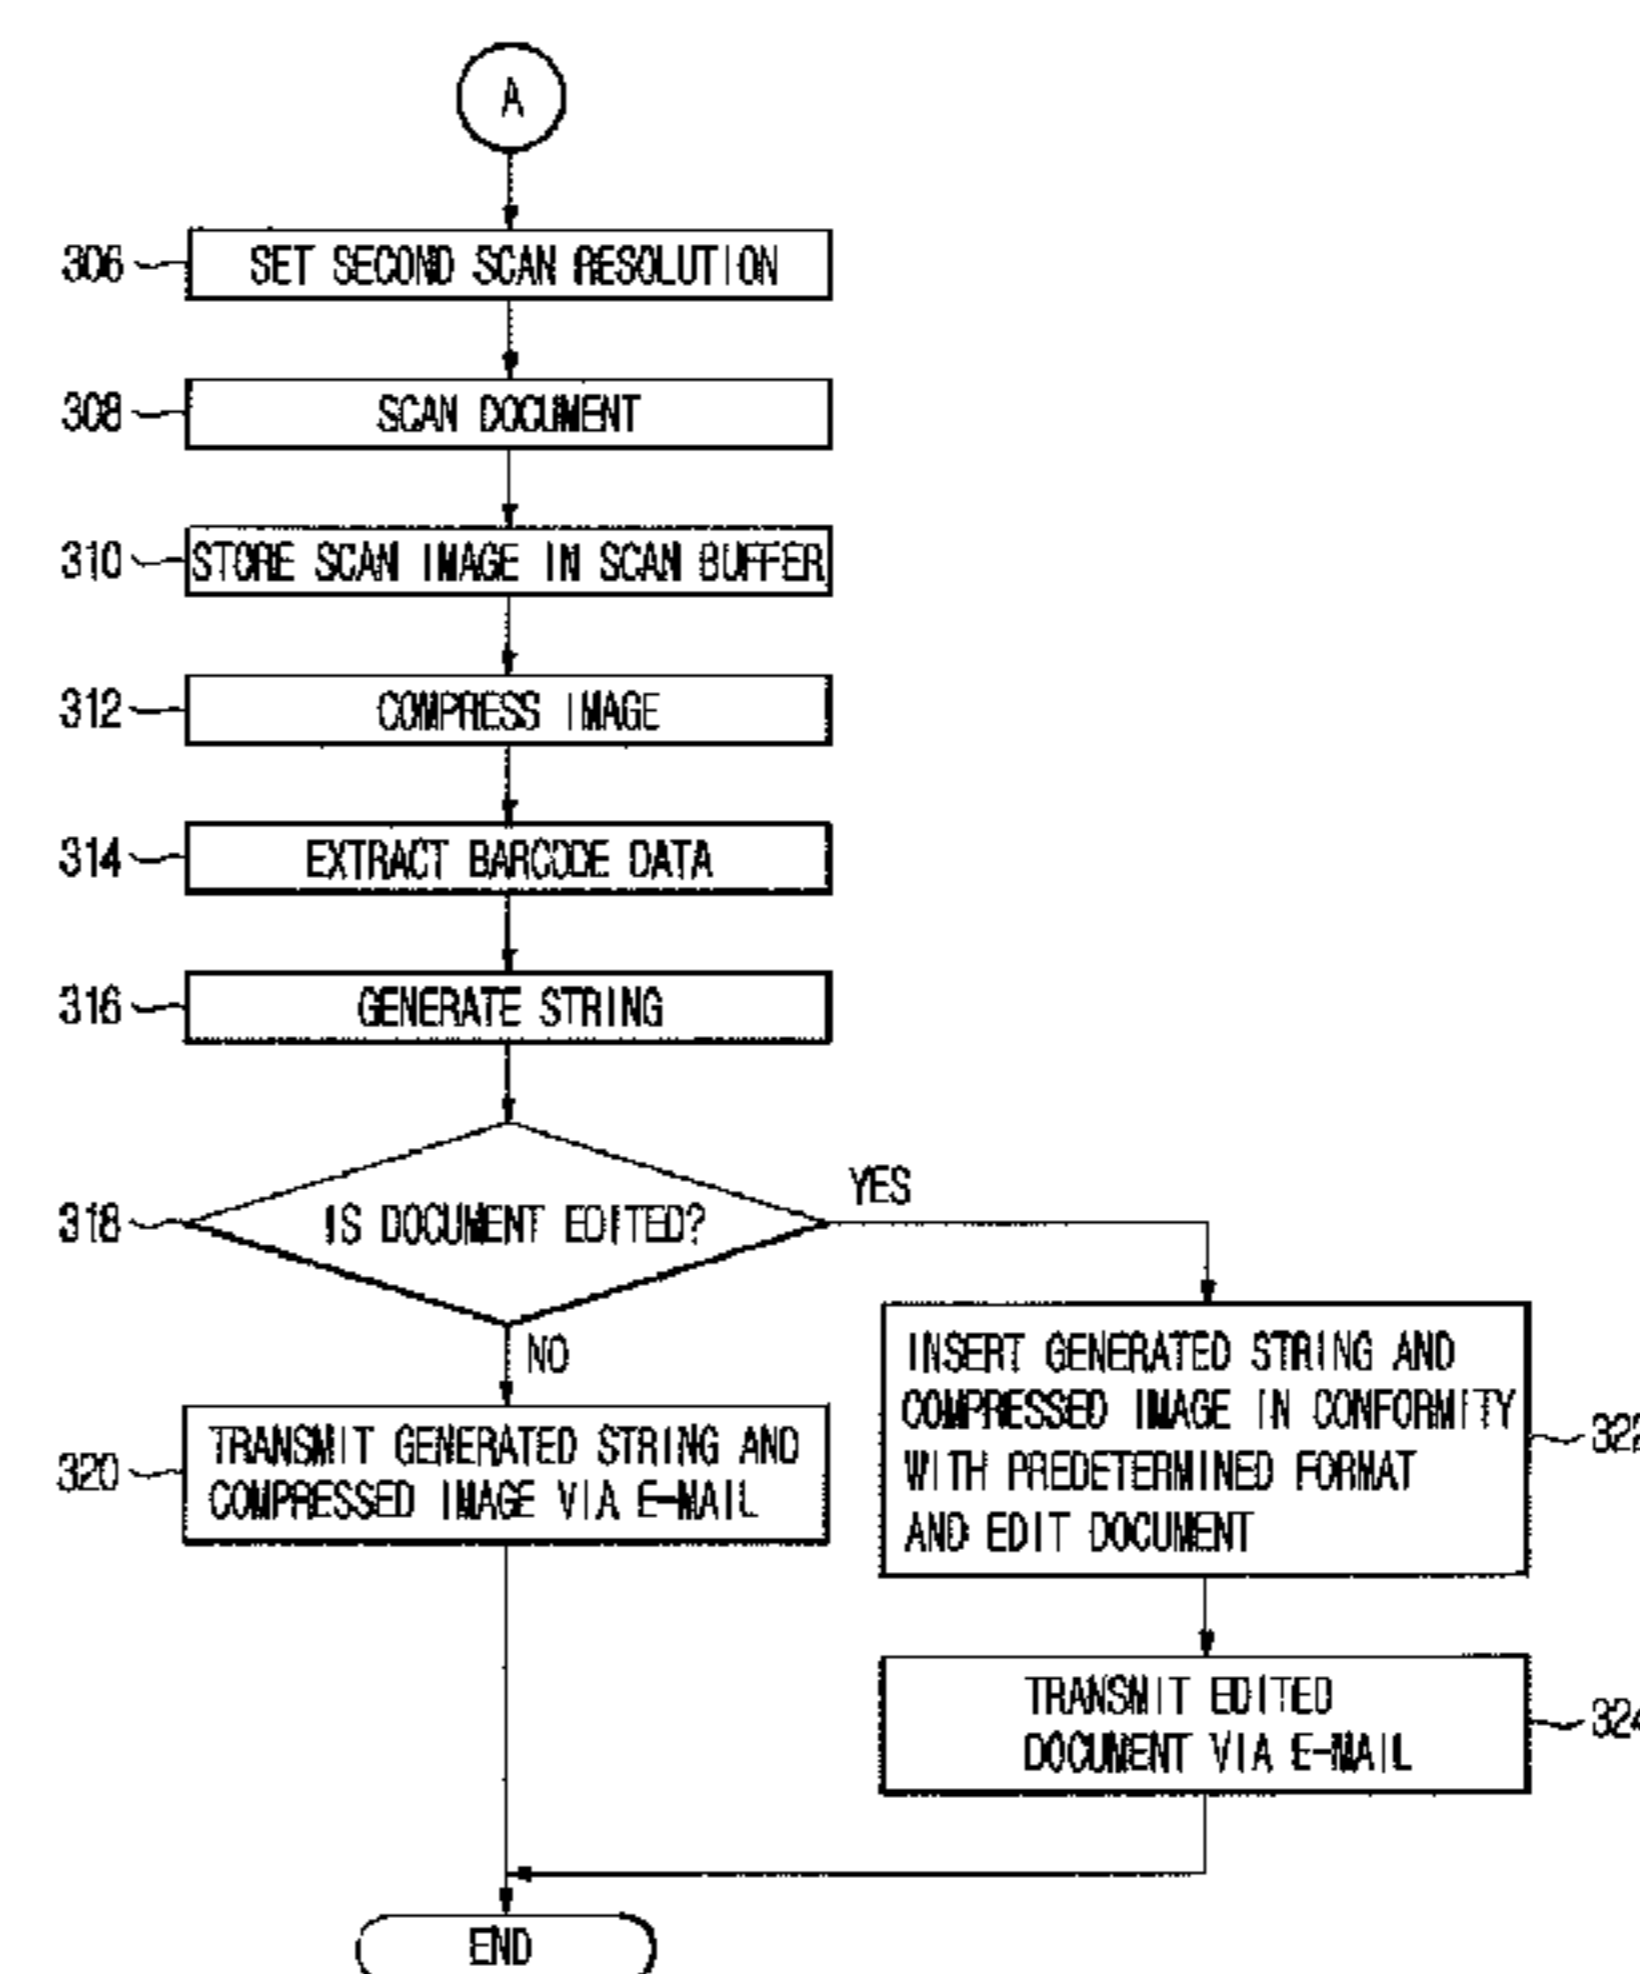 A
306 SET SECOND SCAN RESOLUTION
308 SCAN DOCUMENT
310 STORE SCAN IMAGE IN SCAN BUFFER
312 COMPRESS IMAGE
314 EXTRACT BARCODE DATA
316 GENERATE STRING
318 IS DOCUMENT EDITED?
YES
NO
320 TRANSMIT GENERATED STRING AND
COMPRESSED IMAGE VIA E-MAIL
INSERT GENERATED STRING AND
COMPRESSED IMAGE IN CONFORMITY
WITH PREDETERMINED FORMAT
AND EDIT DOCUMENT
322
TRANSMIT EDITED
DOCUMENT VIA E-MAIL
324
END